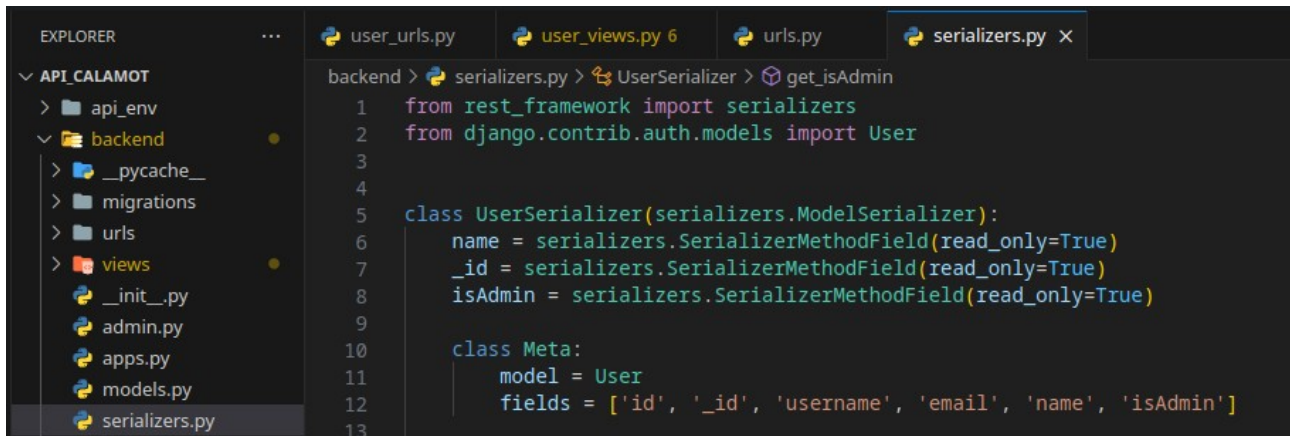 EXPLORER ...
API_CALAMOT
api_env
backend
__pycache__
migrations
urls
views
__init__.py
admin.py
apps.py
models.py
serializers.py
user_urls.py user_views.py 6 urls.py serializers.py ×
backend > serializers.py > UserSerializer > get_isAdmin
1 from rest_framework import serializers
2 from django.contrib.auth.models import User
3
4
5 class UserSerializer(serializers.ModelSerializer):
6 name = serializers.SerializerMethodField(read_only=True)
7 _id = serializers.SerializerMethodField(read_only=True)
8 isAdmin = serializers.SerializerMethodField(read_only=True)
9
10 class Meta:
11 model = User
12 fields = ['id', '_id', 'username', 'email', 'name', 'isAdmin']
13